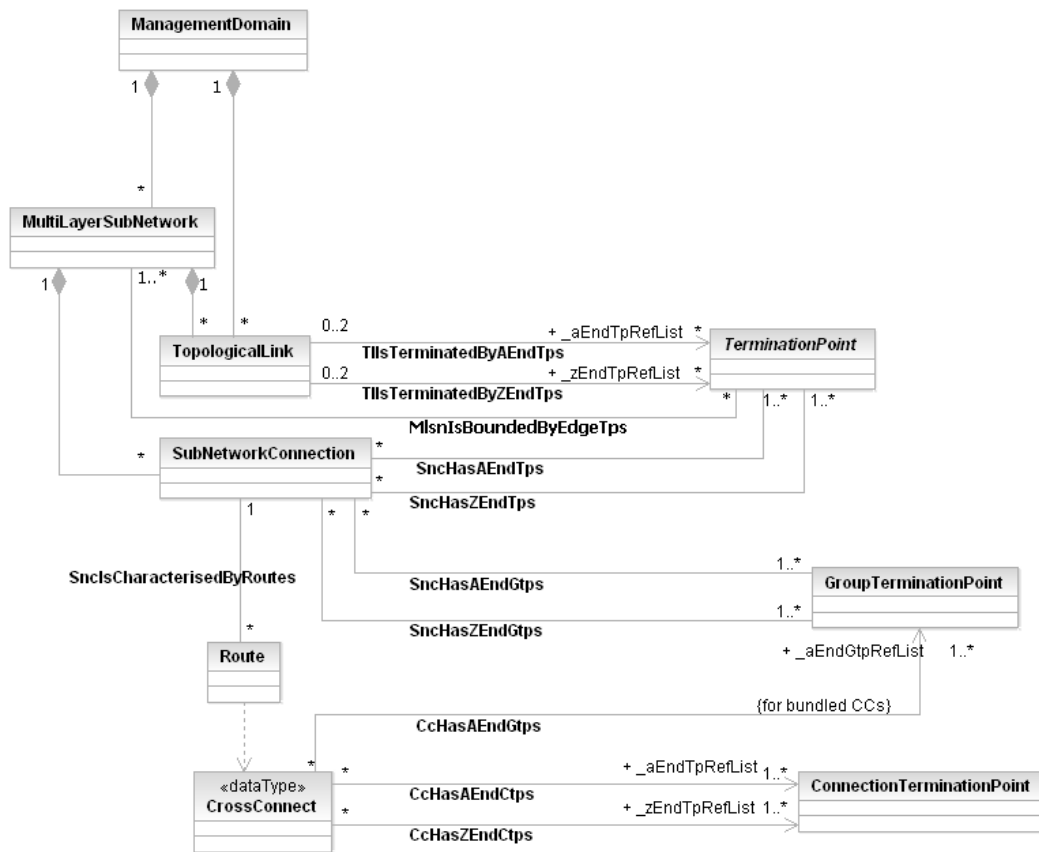 ManagementDomain
1
1
*
MultiLayerSubNetwork
1
1..*
1
*
*
0..2
+ _aEndTpRefList
*
TlIsTerminatedByAEndTps
TopologicalLink
TerminationPoint
0..2
+ _zEndTpRefList
*
TlIsTerminatedByZEndTps
*
1..*
1..*
MlsnIsBoundedByEdgeTps
*
SubNetworkConnection
*
SncHasAEndTps
*
SncHasZEndTps
1
*
*
SncIsCharacterisedByRoutes
1..*
SncHasAEndGtps
GroupTerminationPoint
1..*
SncHasZEndGtps
*
Route
+ _aEndGtpRefList
1..*
{for bundled CCs}
CcHasAEndGtps
*
«dataType»
CrossConnect
*
+ _aEndTpRefList
1..*
CcHasAEndCtps
ConnectionTerminationPoint
*
+ _zEndTpRefList
1..*
CcHasZEndCtps